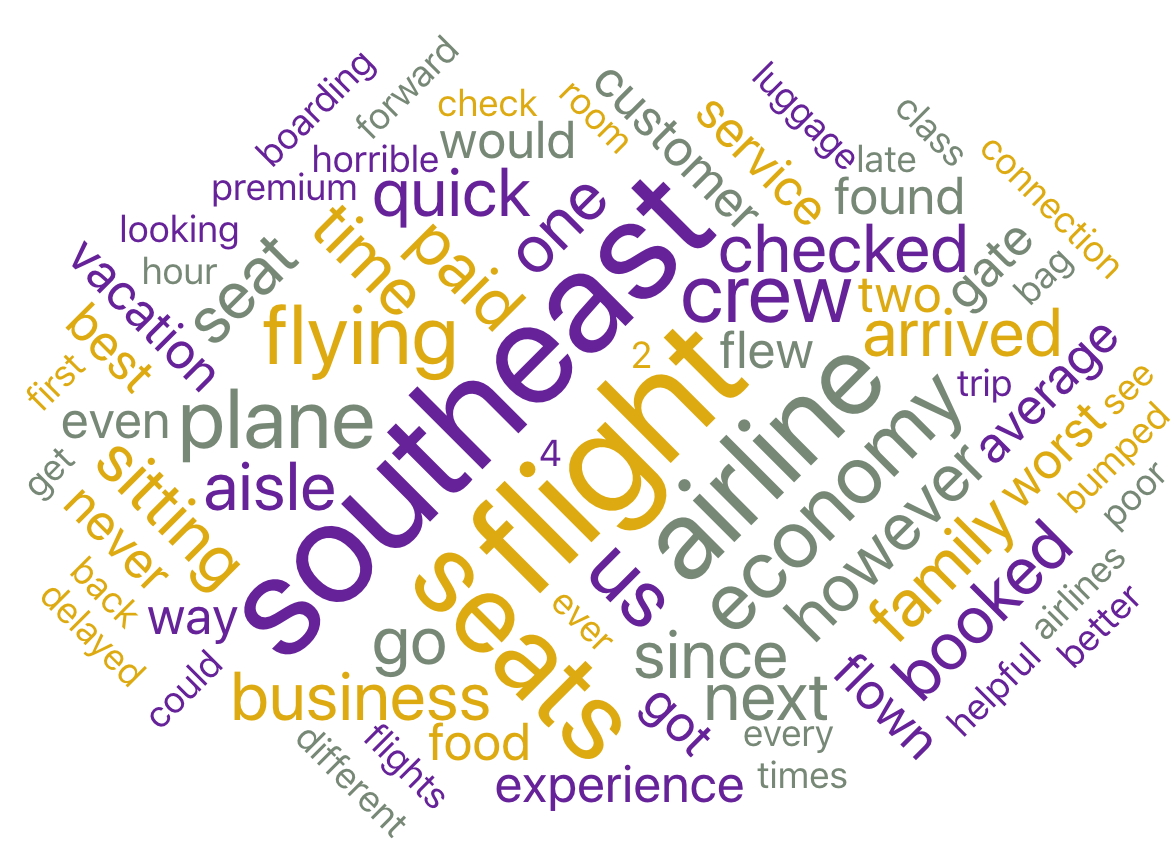 boarding
forward
check
room
customer
service
luggage
class
connection
horrible
would
late
premium
quick
one
found
looking
time
paid
southeast
checked
gate
bag
vacation
hour
seat
crew
two
best
flying
2
flew
arrived
first
even
plane
flight
airline
economy
trip
average
see
get
sitting
aisle
4
however
worst
bumped
never
family
poor
back
delayed
way
seats
us
ever
booked
airlines
better
could
go
since
helpful
business
got
next
flown
different
flights
food
every
experience
times